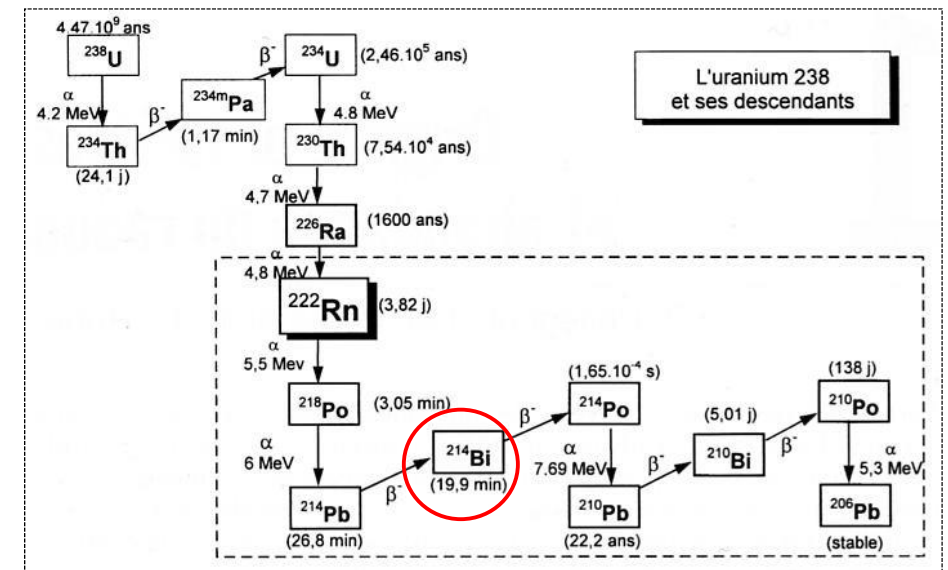 4.47.10⁹ ans
²³⁸U
β⁻
²³⁴U
(2,46.10⁵ ans)
L'uranium 238
et ses descendants
α
4.2 MeV
β⁻
²³⁴ᵐPa
(1,17 min)
α
4.8 MeV
²³⁴Th
(24,1 j)
²³⁰Th
(7,54.10⁴ ans)
α
4,7 MeV
²²⁶Ra
(1600 ans)
α
4,8 MeV
²²²Rn
(3,82 j)
α
5,5 Mev
²¹⁸Po
(3,05 min)
α
6 MeV
²¹⁴Pb
(26,8 min)
β⁻
²¹⁴Bi
(19,9 min)
β⁻
(1,65.10⁻⁴ s)
²¹⁴Po
α
7.69 MeV
²¹⁰Pb
(22,2 ans)
β⁻
(5,01 j)
²¹⁰Bi
β⁻
(138 j)
²¹⁰Po
α
5,3 MeV
²⁰⁶Pb
(stable)